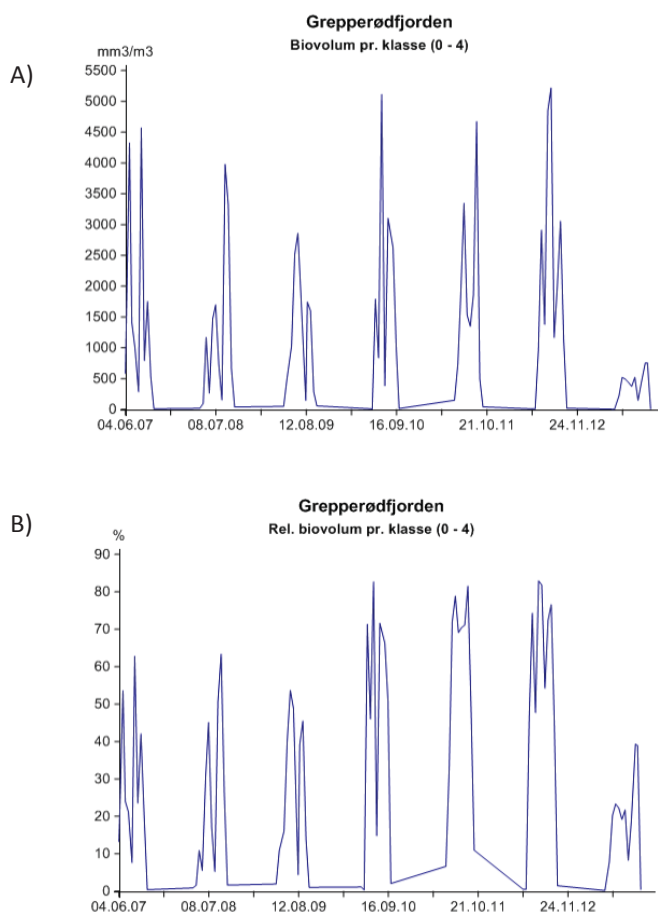 Grepperødfjorden
Biovolum pr. klasse (0 - 4)
mm3/m3
A)
5500
5000
4500
4000
3500
3000
2500
2000
1500
1000
500
0
04.06.07 08.07.08 12.08.09 16.09.10 21.10.11 24.11.12
Grepperødfjorden
Rel. biovolum pr. klasse (0 - 4)
B)
%
90
80
70
60
50
40
30
20
10
0
04.06.07 08.07.08 12.08.09 16.09.10 21.10.11 24.11.12